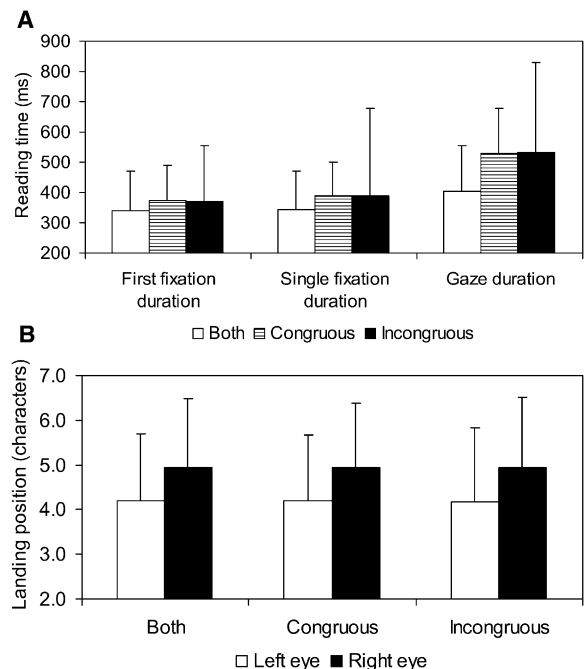 A
Reading time (ms)
900
800
700
600
500
400
300
200
First fixation duration
Single fixation duration
Gaze duration
Both Congruous Incongruous
B
Landing position (characters)
7.0
6.0
5.0
4.0
3.0
2.0
Both Congruous Incongruous
Left eye Right eye